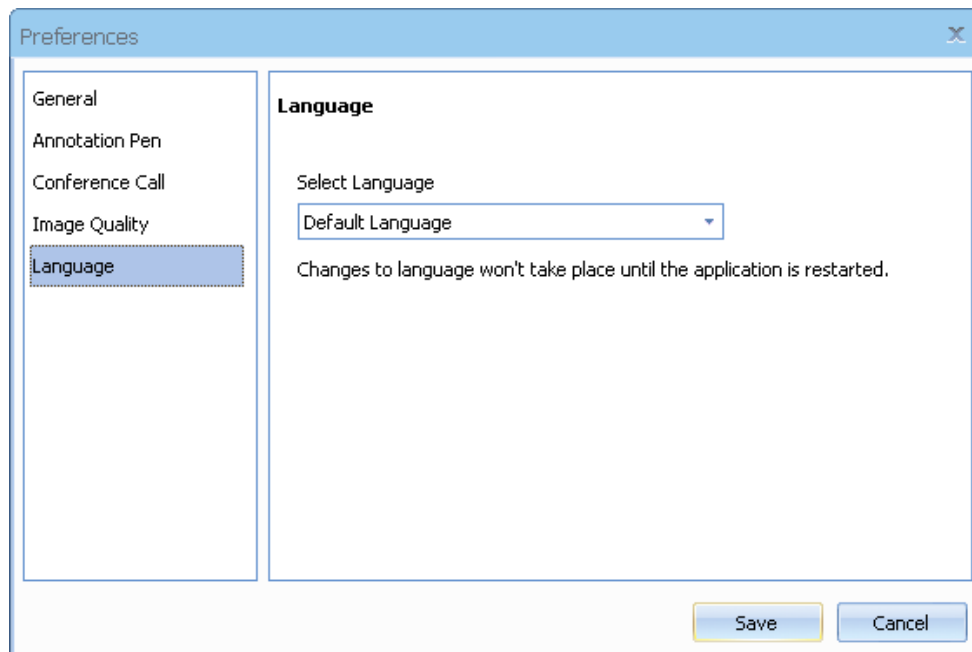 Preferences
General
Annotation Pen
Conference Call
Image Quality
Language
Language
Select Language
Default Language
Changes to language won't take place until the application is restarted.
Save
Cancel